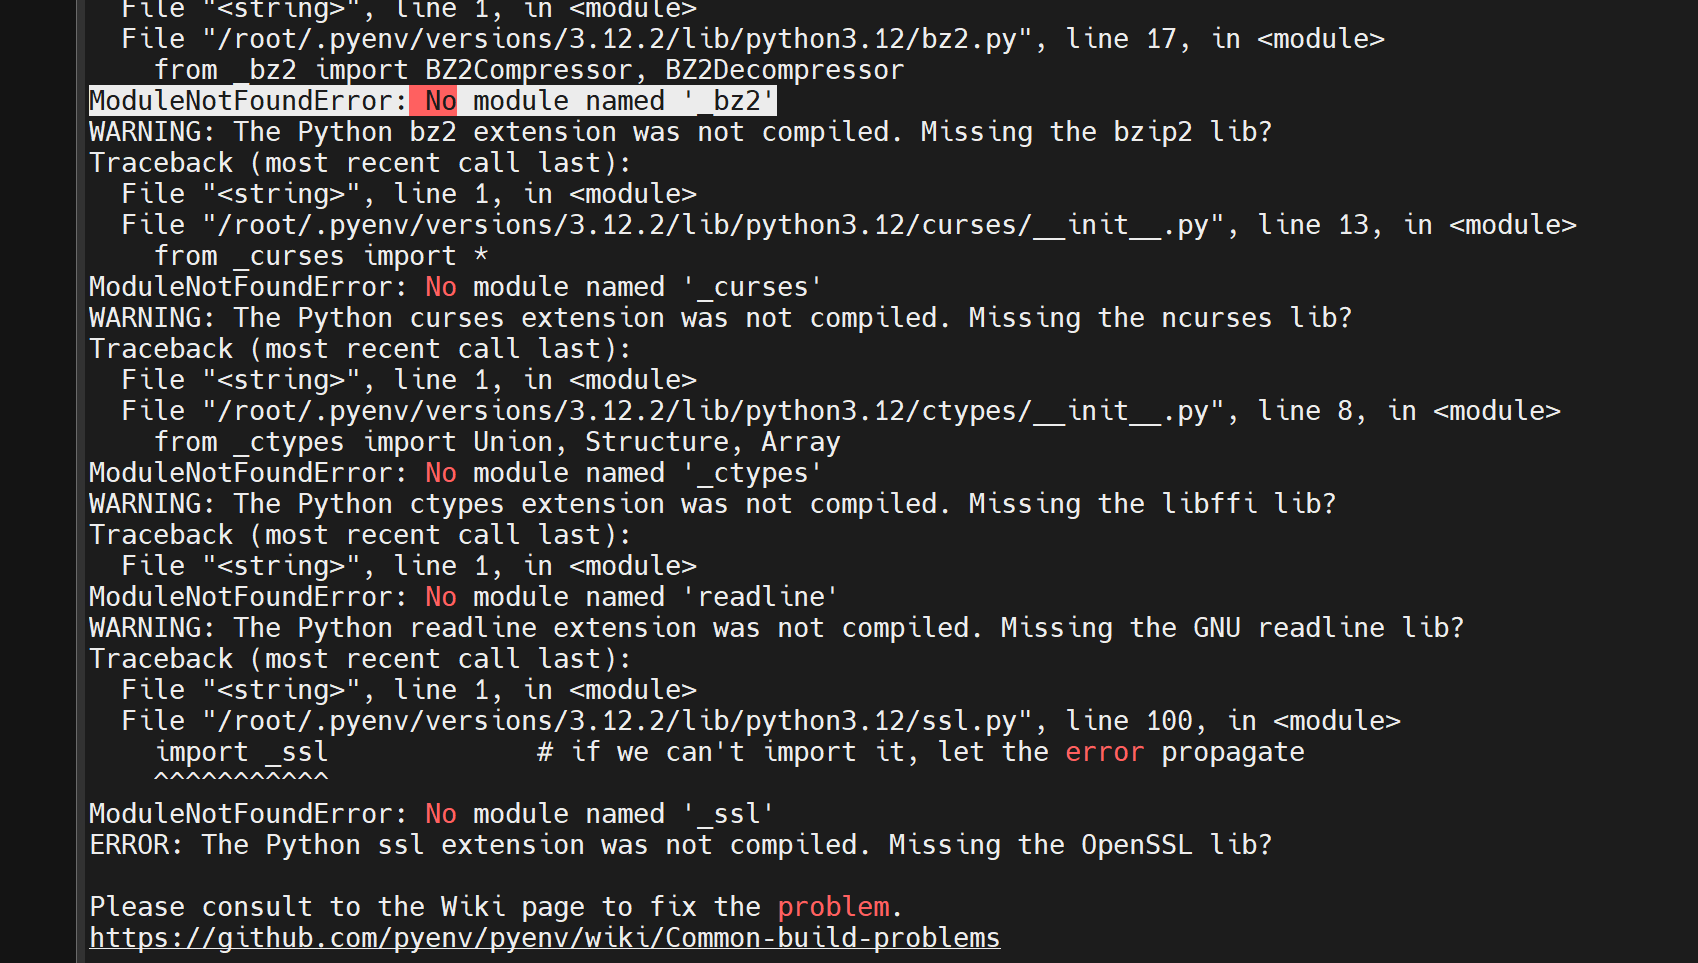 File "<string>", line 1, in <module>
  File "/root/.pyenv/versions/3.12.2/lib/python3.12/bz2.py", line 17, in <module>
    from _bz2 import BZ2Compressor, BZ2Decompressor
ModuleNotFoundError: No module named '_bz2'
WARNING: The Python bz2 extension was not compiled. Missing the bzip2 lib?
Traceback (most recent call last):
  File "<string>", line 1, in <module>
  File "/root/.pyenv/versions/3.12.2/lib/python3.12/curses/__init__.py", line 13, in <module>
    from _curses import *
ModuleNotFoundError: No module named '_curses'
WARNING: The Python curses extension was not compiled. Missing the ncurses lib?
Traceback (most recent call last):
  File "<string>", line 1, in <module>
  File "/root/.pyenv/versions/3.12.2/lib/python3.12/ctypes/__init__.py", line 8, in <module>
    from _ctypes import Union, Structure, Array
ModuleNotFoundError: No module named '_ctypes'
WARNING: The Python ctypes extension was not compiled. Missing the libffi lib?
Traceback (most recent call last):
  File "<string>", line 1, in <module>
ModuleNotFoundError: No module named 'readline'
WARNING: The Python readline extension was not compiled. Missing the GNU readline lib?
Traceback (most recent call last):
  File "<string>", line 1, in <module>
  File "/root/.pyenv/versions/3.12.2/lib/python3.12/ssl.py", line 100, in <module>
    import _ssl             # if we can't import it, let the error propagate
    ^^^^^^^^^^^
ModuleNotFoundError: No module named '_ssl'
ERROR: The Python ssl extension was not compiled. Missing the OpenSSL lib?

Please consult to the Wiki page to fix the problem.
https://github.com/pyenv/pyenv/wiki/Common-build-problems